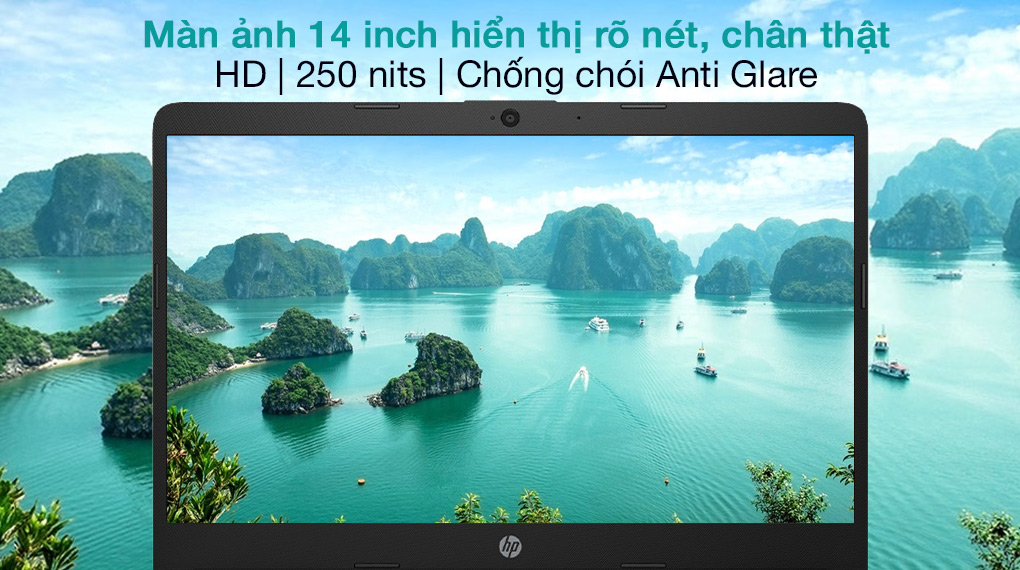 Màn ảnh 14 inch hiển thị rõ nét, chân thật
HD | 250 nits | Chống chói Anti Glare
hp